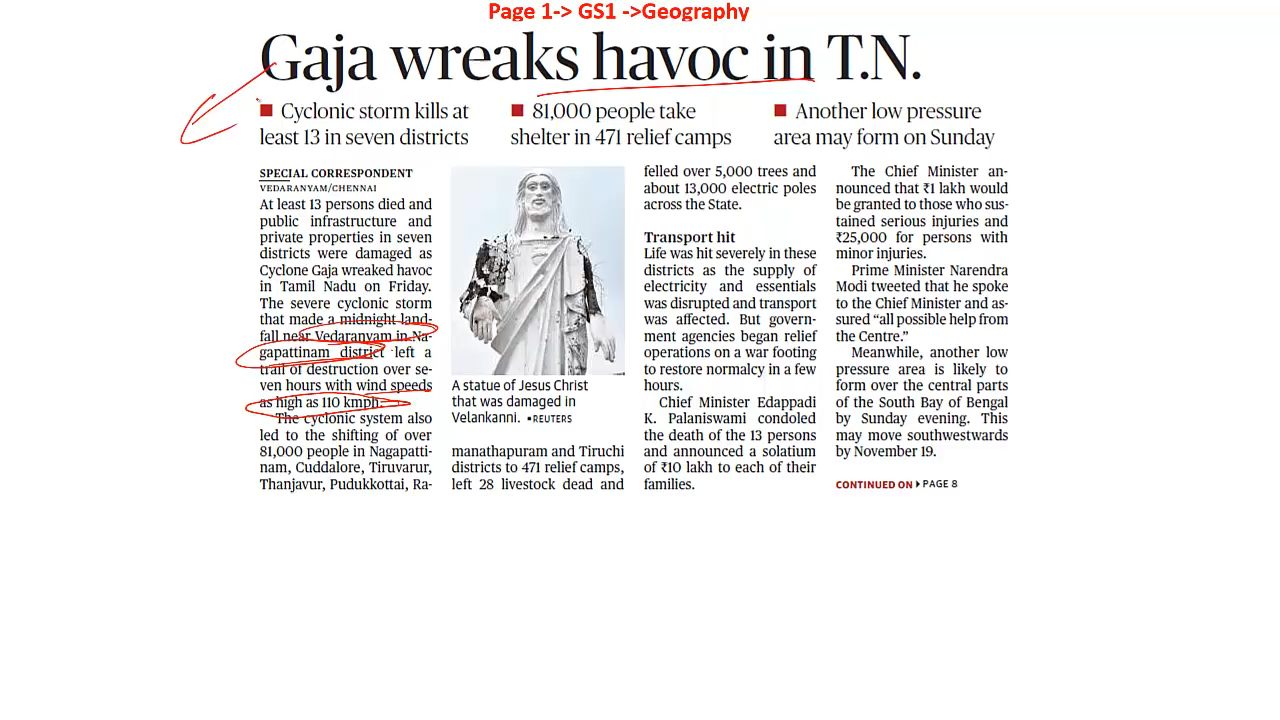 Page 1-> GS1 ->Geography
Gaja wreaks havoc in T.N.
■ Cyclonic storm kills at
least 13 in seven districts
■ 81,000 people take
shelter in 471 relief camps
■ Another low pressure
area may form on Sunday
SPECIAL CORRESPONDENT
VEDARANYAM/CHENNAI
At least 13 persons died and
public infrastructure and
private properties in seven
districts were damaged as
Cyclone Gaja wreaked havoc
in Tamil Nadu on Friday.
The severe cyclonic storm
that made a midnight land-
fall near Vedaranyam in Na-
gapattinam district left a
trail of destruction over se-
ven hours with wind speeds
as high as 110 kmph.
The cyclonic system also
led to the shifting of over
81,000 people in Nagapatti-
nam, Cuddalore, Tiruvarur,
Thanjavur, Pudukkottai, Ra-
A statue of Jesus Christ
that was damaged in
Velankanni. ▪REUTERS
manathapuram and Tiruchi
districts to 471 relief camps,
left 28 livestock dead and
felled over 5,000 trees and
about 13,000 electric poles
across the State.
Transport hit
Life was hit severely in these
districts as the supply of
electricity and essentials
was disrupted and transport
was affected. But govern-
ment agencies began relief
operations on a war footing
to restore normalcy in a few
hours.
Chief Minister Edappadi
K. Palaniswami condoled
the death of the 13 persons
and announced a solatium
of ₹10 lakh to each of their
families.
The Chief Minister an-
nounced that ₹1 lakh would
be granted to those who sus-
tained serious injuries and
₹25,000 for persons with
minor injuries.
Prime Minister Narendra
Modi tweeted that he spoke
to the Chief Minister and as-
sured “all possible help from
the Centre.”
Meanwhile, another low
pressure area is likely to
form over the central parts
of the South Bay of Bengal
by Sunday evening. This
may move southwestwards
by November 19.
CONTINUED ON ▸ PAGE 8